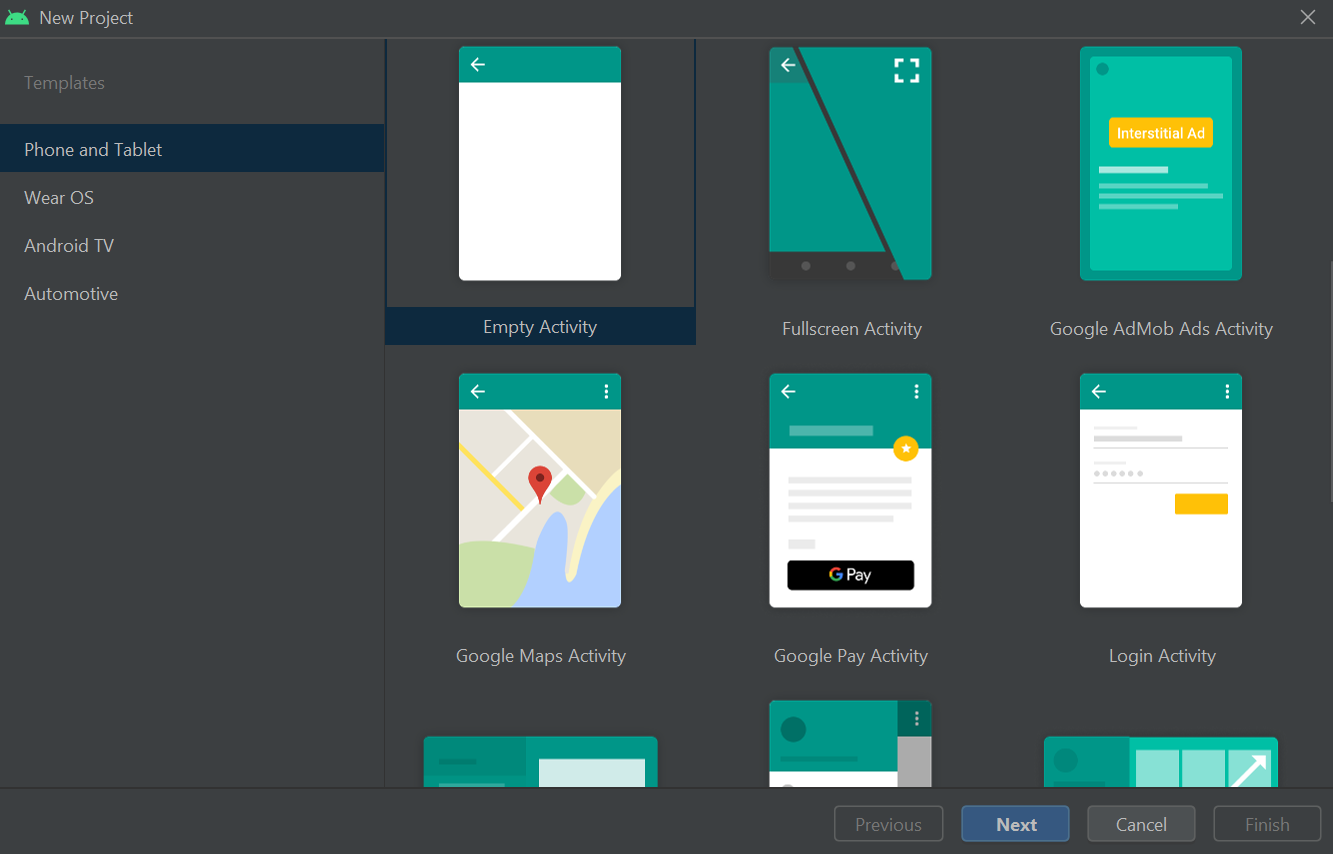 New Project
Templates
Phone and Tablet
Wear OS
Android TV
Automotive
Interstitial Ad
Empty Activity
Fullscreen Activity
Google AdMob Ads Activity
G Pay
Google Maps Activity
Google Pay Activity
Login Activity
Previous
Next
Cancel
Finish